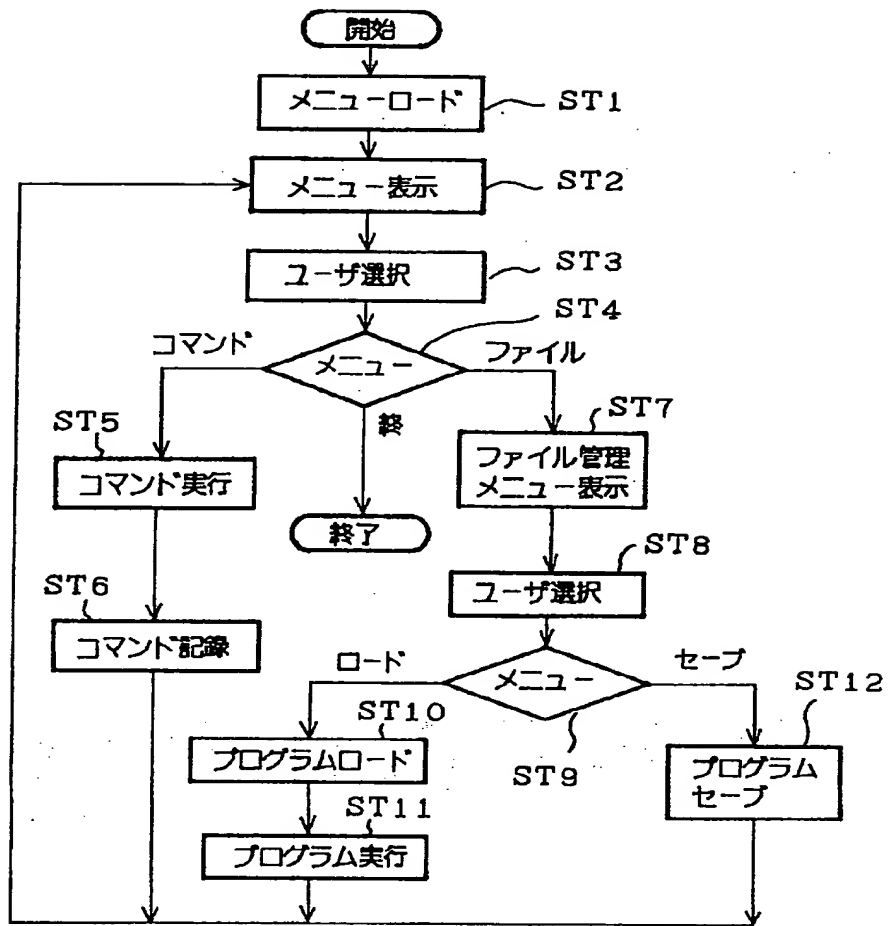 開始
メニューロード
ST1
メニュー表示
ST2
ユーザ選択
ST3
ST4
コマンド
メニュー
ファイル
ST5
終
ST7
コマンド実行
ファイル管理
メニュー表示
終了
ST8
ST6
ユーザ選択
コマンド記録
ロード
メニュー
セーブ
ST12
ST10
プログラムロード
ST9
プログラム
セーブ
ST11
プログラム実行